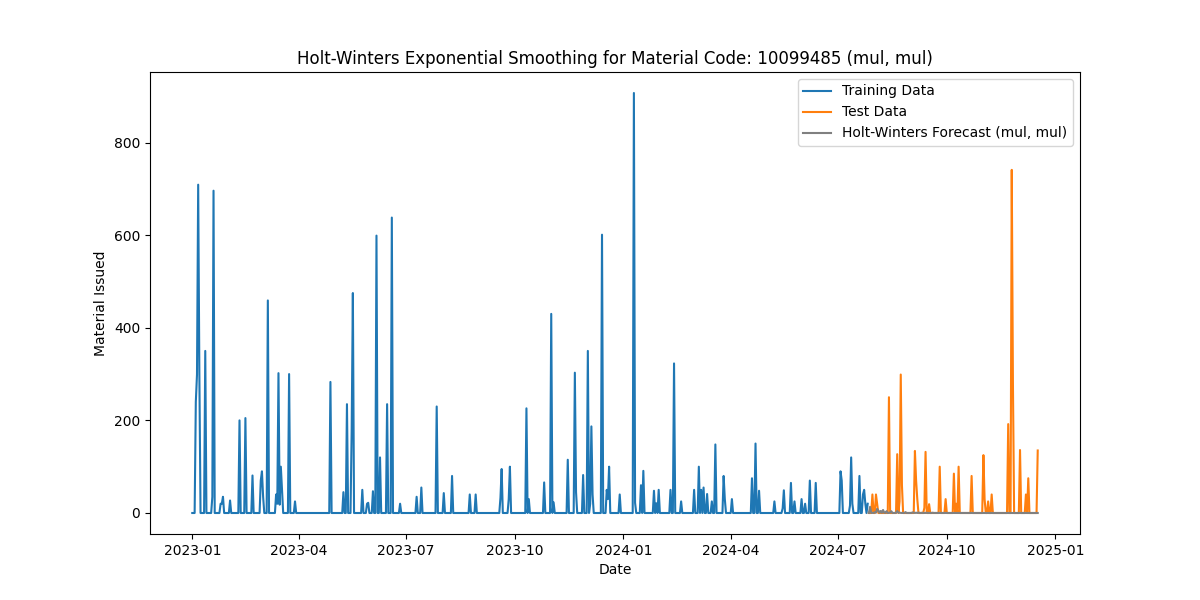 Holt-Winters Exponential Smoothing for Material Code: 10099485 (mul, mul)
Training Data
Test Data
Holt-Winters Forecast (mul, mul)
800
600
400
200
0
Material Issued
2023-01 2023-04 2023-07 2023-10 2024-01 2024-04 2024-07 2024-10 2025-01
Date